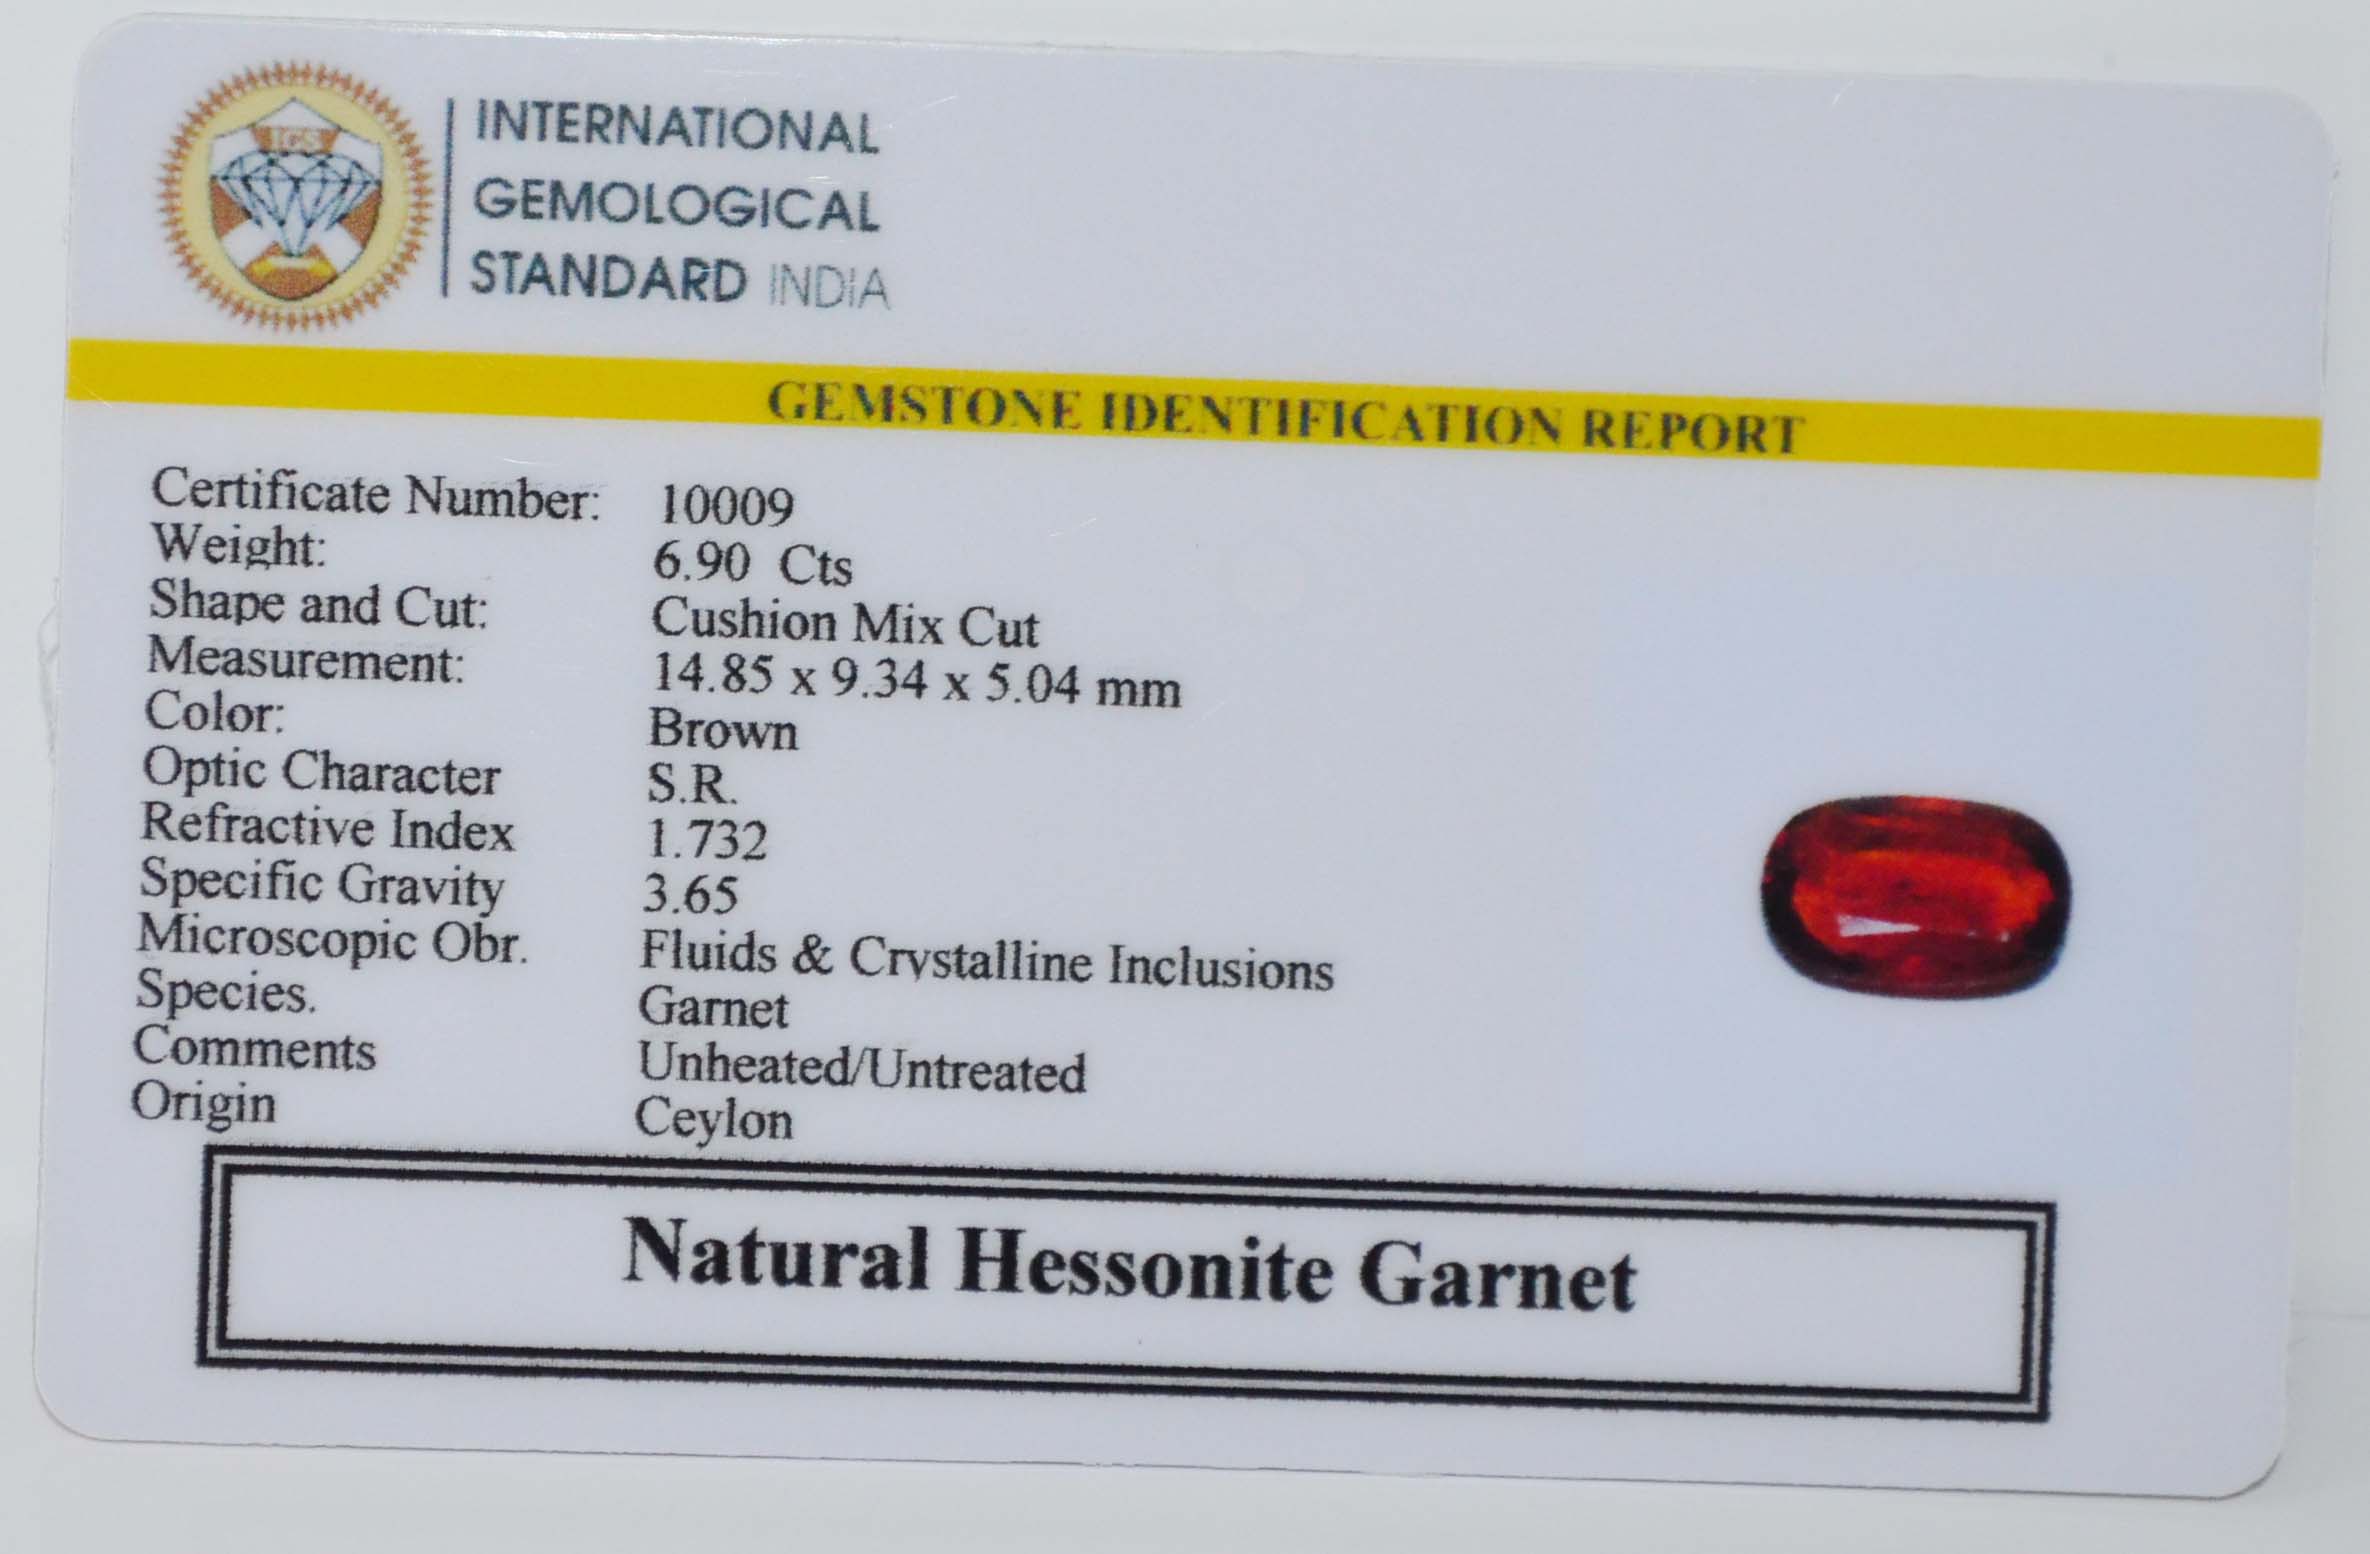 IGS
INTERNATIONAL
GEMOLOGICAL
STANDARD INDIA
GEMSTONE IDENTIFICATION REPORT
Certificate Number: 10009
Weight: 6.90 Cts
Shape and Cut: Cushion Mix Cut
Measurement: 14.85 x 9.34 x 5.04 mm
Color: Brown
Optic Character S.R.
Refractive Index 1.732
Specific Gravity 3.65
Microscopic Obr. Fluids & Crystalline Inclusions
Species. Garnet
Comments Unheated/Untreated
Origin Ceylon
Natural Hessonite Garnet